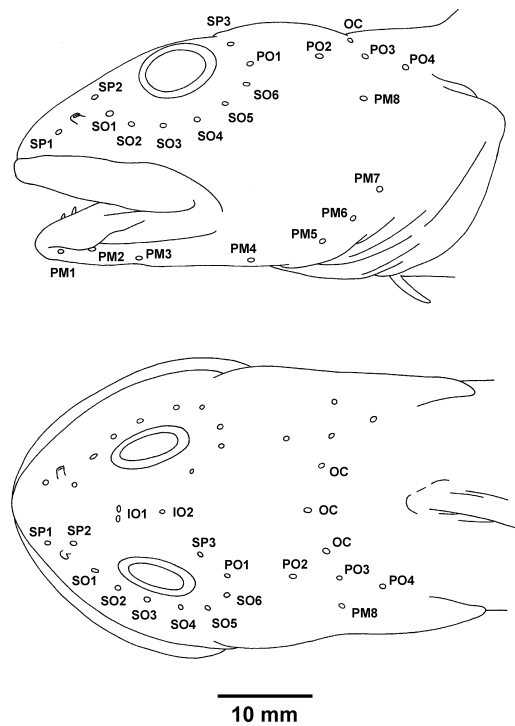 SP3
OC
PO1
PO2
PO3
PO4
SP2
SO6
PM8
SO1
SO5
SP1
SO2
SO3
SO4
PM7
PM6
PM5
PM1
PM2
PM3
PM4
OC
IO1
IO2
OC
SP1
SP2
SP3
OC
PO1
PO2
PO3
PO4
SO1
SO2
SO3
SO4
SO5
SO6
PM8
10 mm